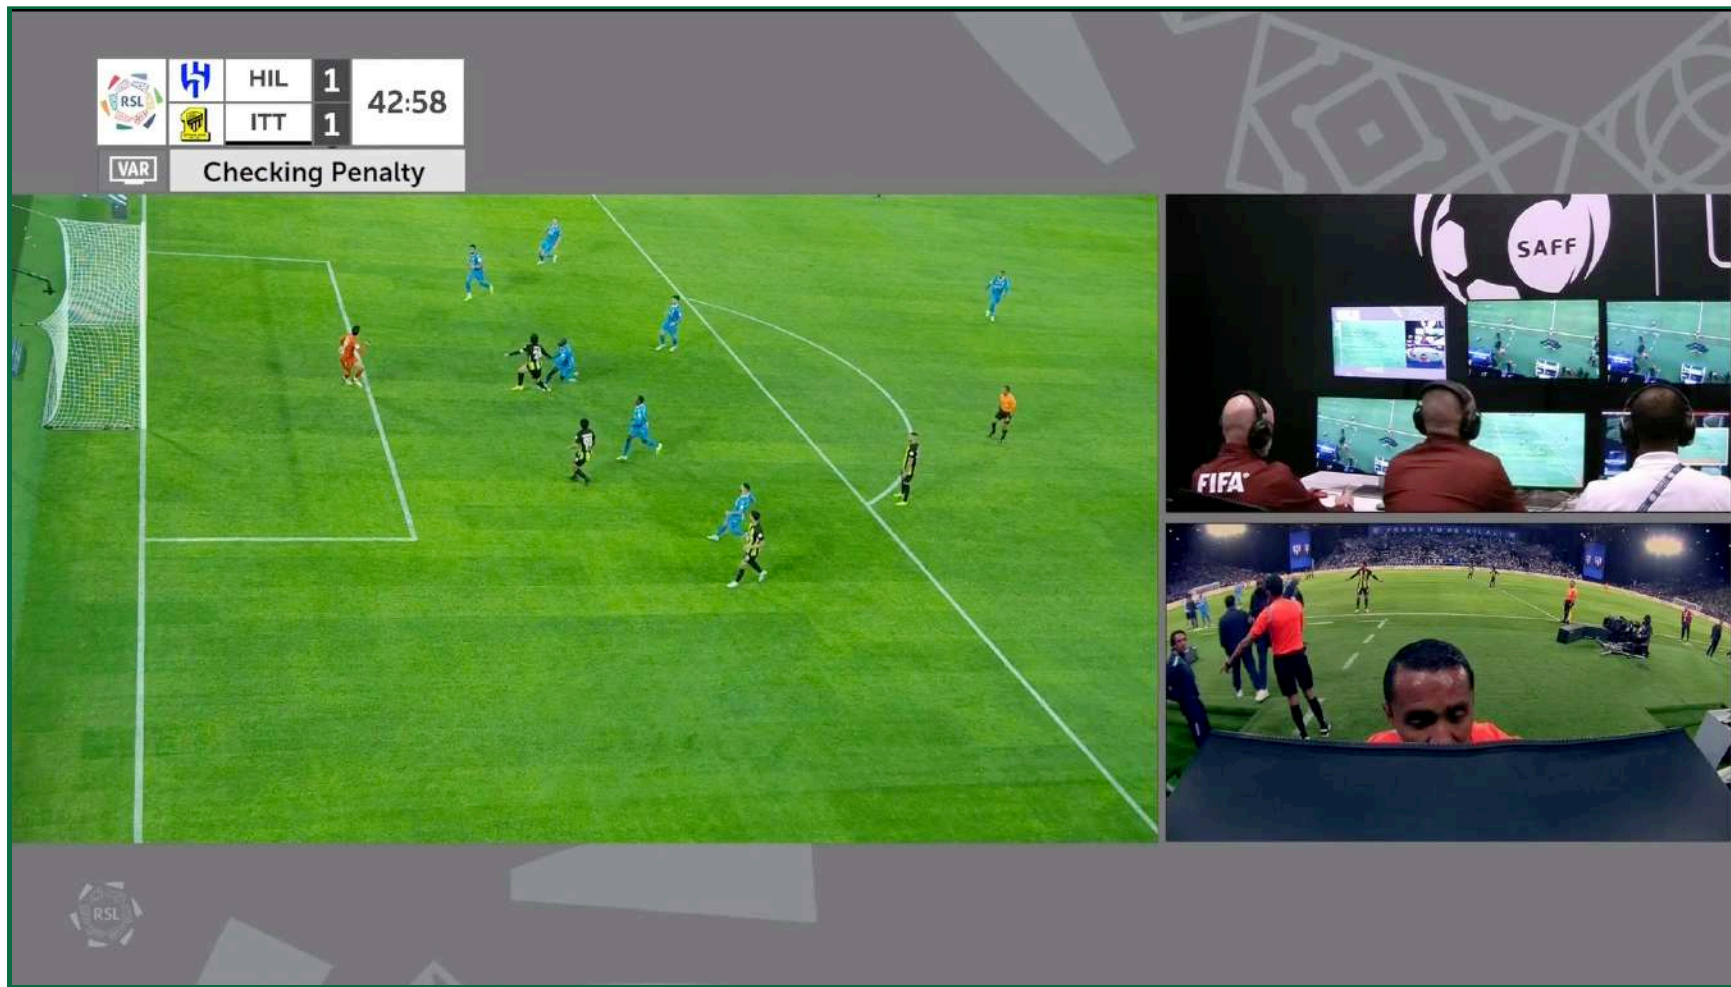 RSL
HIL 1
ITT 1
42:58
VAR
Checking Penalty
SAFF
FIFA
RSL